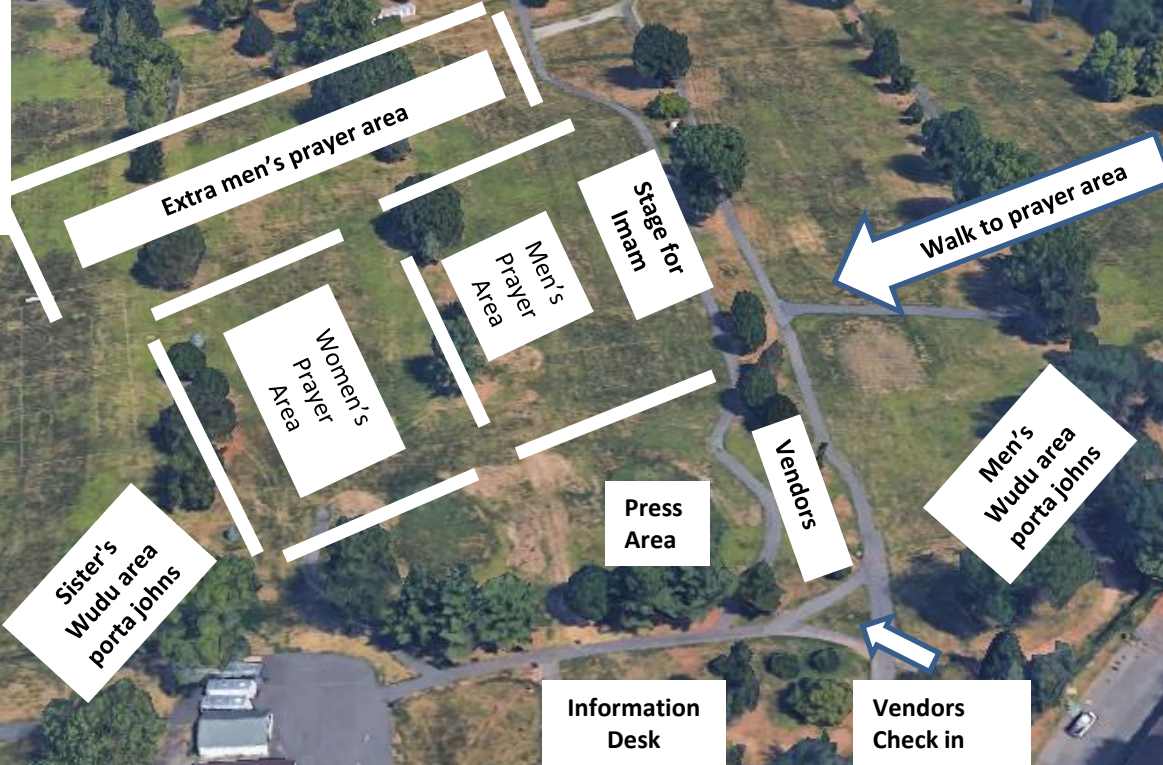 Extra men’s prayer area
Stage for
Imam
Walk to prayer area
Men’s
Prayer
Area
Women’s
Prayer
Area
Men’s
Wudu area
porta johns
Vendors
Press
Area
Sister's
Wudu area
porta johns
Information
Desk
Vendors
Check in